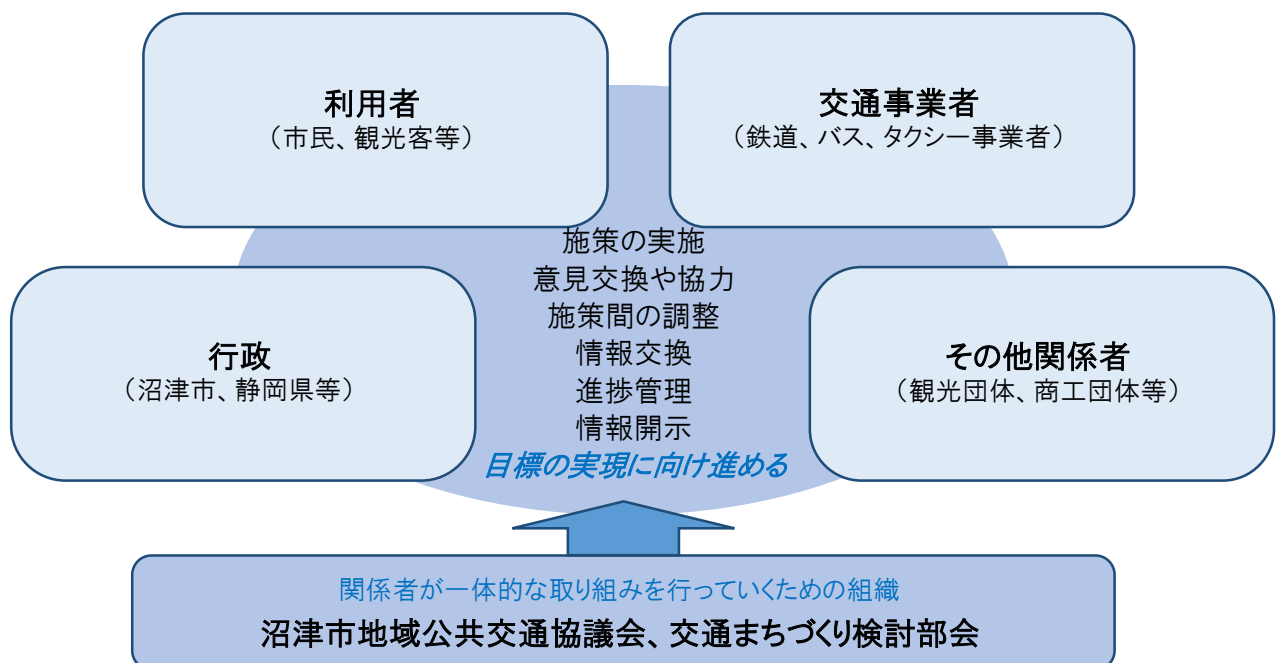 利用者
（市民、観光客等）
交通事業者
（鉄道、バス、タクシー事業者）
行政
（沼津市、静岡県等）
施策の実施
意見交換や協力
施策間の調整
情報交換
進捗管理
情報開示
目標の実現に向け進める
その他関係者
（観光団体、商工団体等）
関係者が一体的な取り組みを行っていくための組織
沼津市地域公共交通協議会、交通まちづくり検討部会